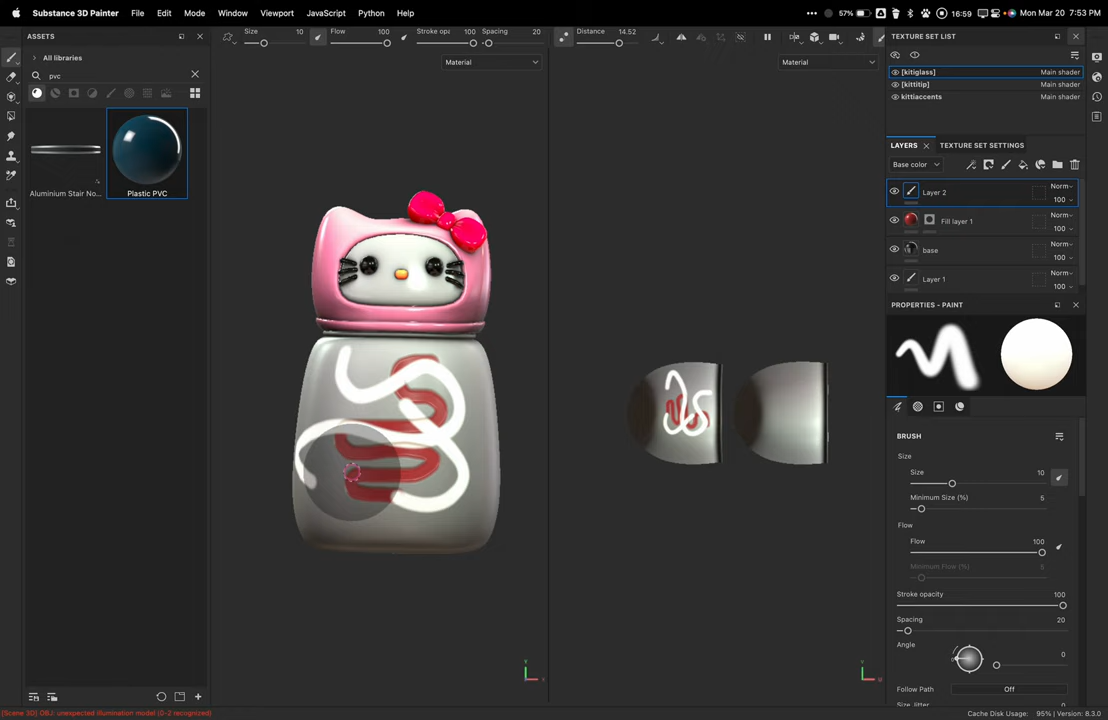 Substance 3D Painter File Edit Mode Window Viewport JavaScript Python Help ••• 57% 16:59 Mon Mar 20 7:53 PM
ASSETS
All libraries
pvc
Aluminium Stair No...
Plastic PVC
Size 10
Flow 100
Stroke opa 100
Spacing 20
Distance 14.52
Material
Material
TEXTURE SET LIST
[kitiglass] Main shader
[kittitip] Main shader
kittiaccents Main shader
LAYERS
TEXTURE SET SETTINGS
Base color
Layer 2 Norm 100
Fill layer 1 Norm 100
base Norm 100
Layer 1 Norm 100
PROPERTIES - PAINT
BRUSH
Size
Size 10
Minimum Size (%) 5
Flow
Flow 100
Minimum Flow (%)
Stroke opacity 100
Spacing 20
Angle 0
Follow Path Off
[Scene 3D] OBJ: unexpected illumination model (0-2 recognized)
Cache Disk Usage: 95% | Version: 8.3.0